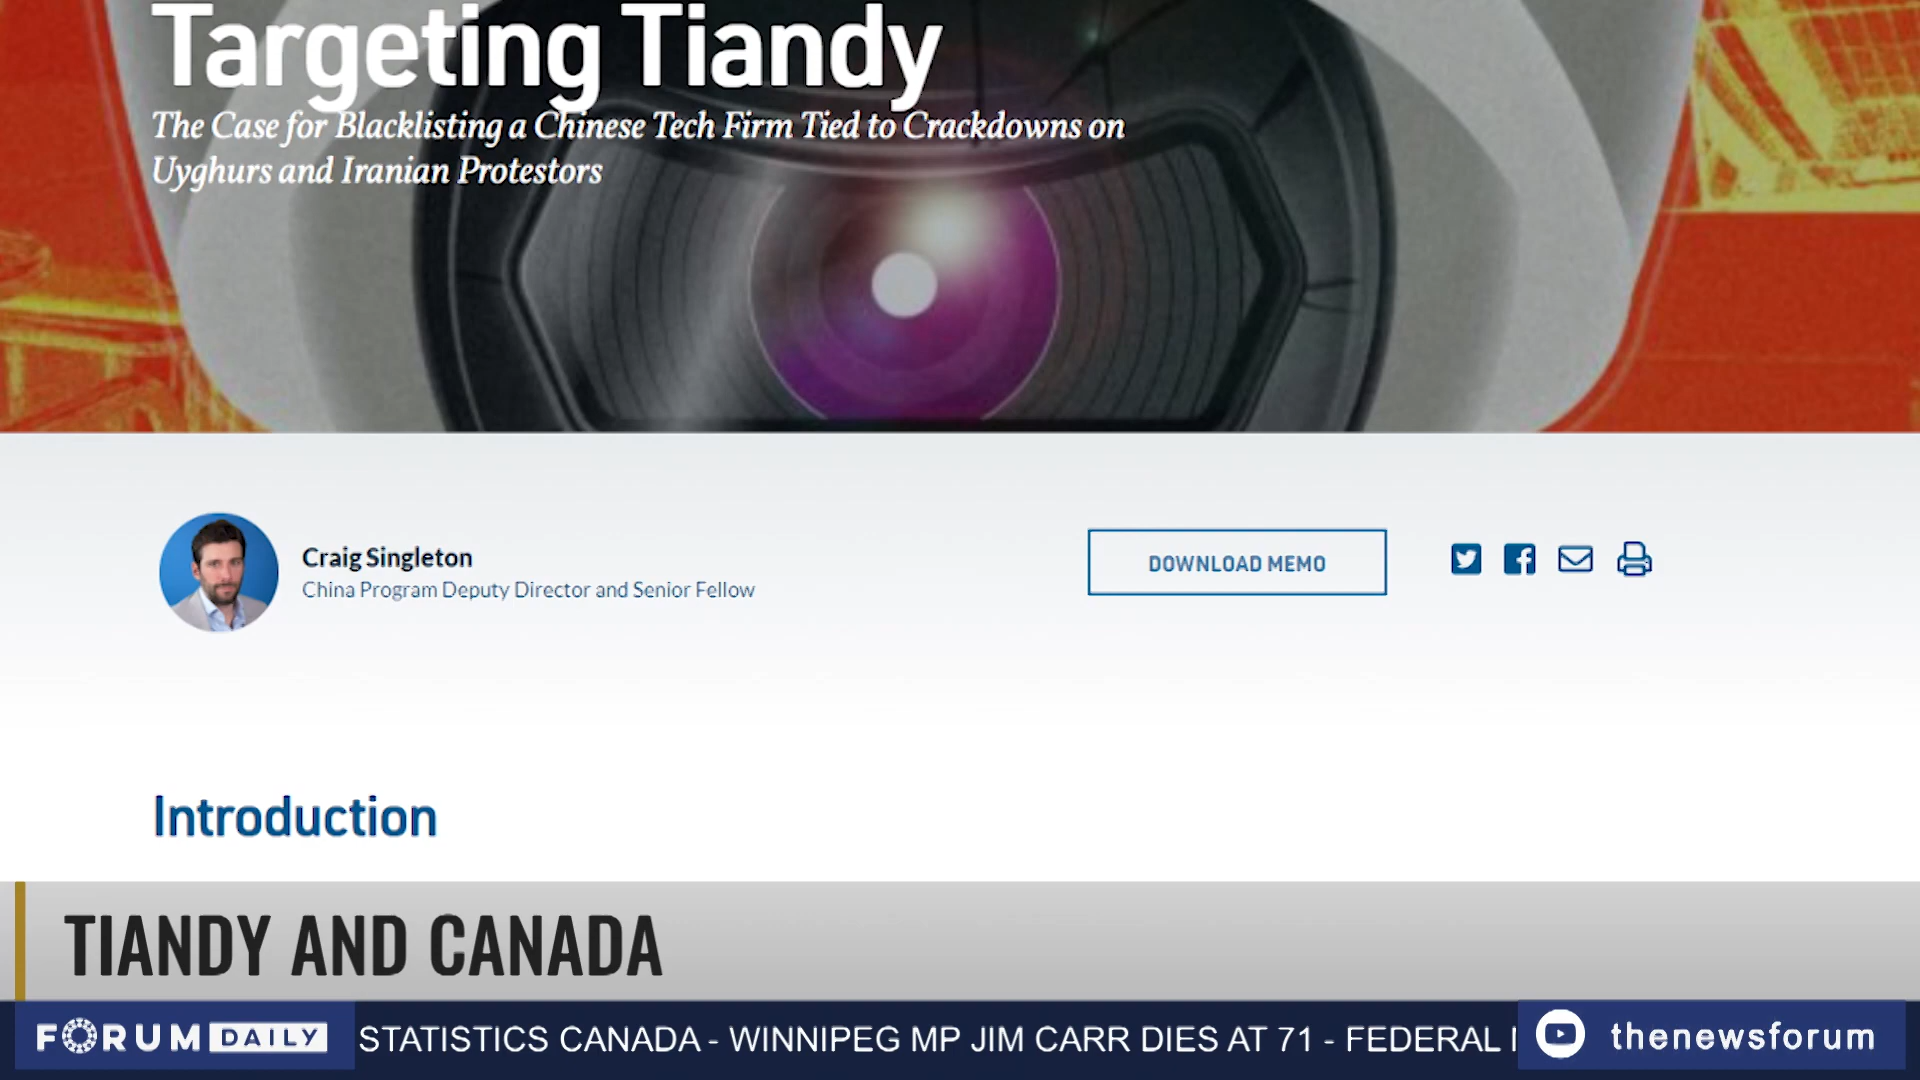 Targeting Tiandy
The Case for Blacklisting a Chinese Tech Firm Tied to Crackdowns on
Uyghurs and Iranian Protestors
Craig Singleton
China Program Deputy Director and Senior Fellow
DOWNLOAD MEMO
Introduction
TIANDY AND CANADA
FORUM DAILY
STATISTICS CANADA - WINNIPEG MP JIM CARR DIES AT 71 - FEDERAL
thenewsforum